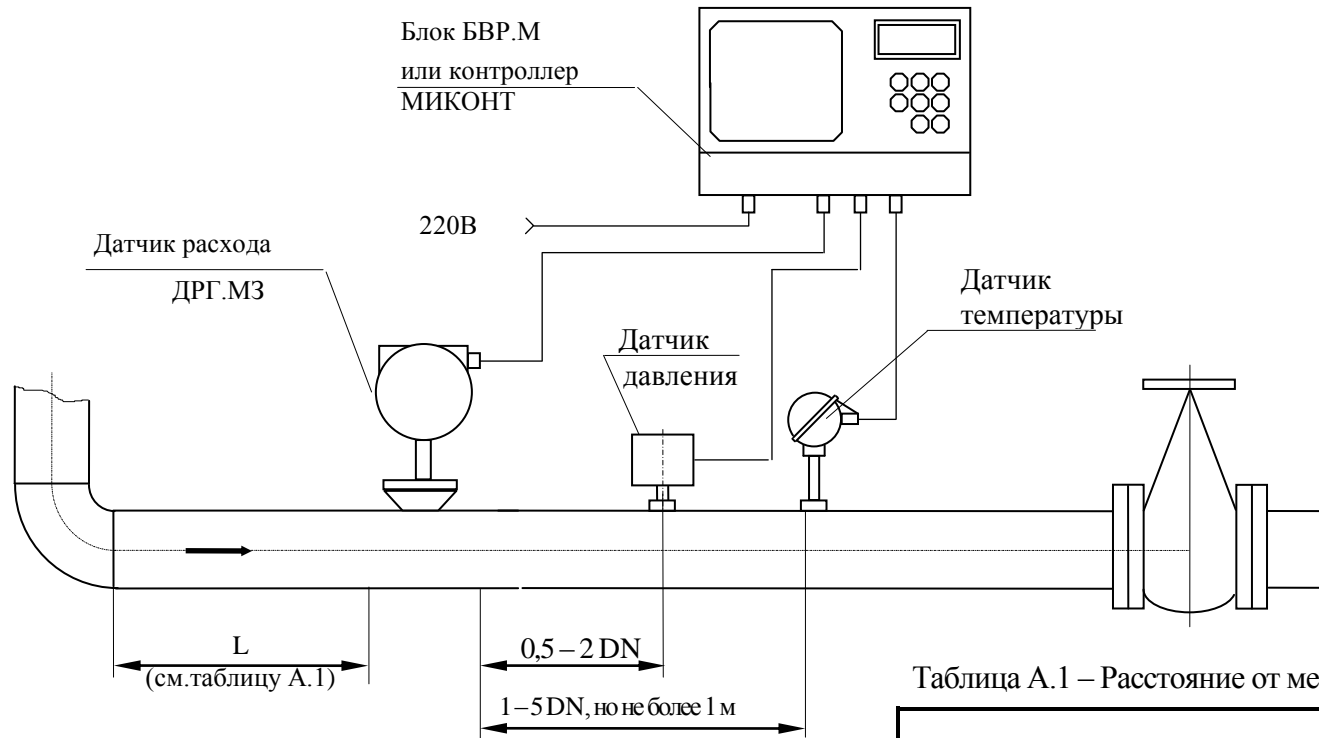 Блок БВР.М
или контроллер
МИКОНТ
220В
Датчик расхода
ДРГ.МЗ
Датчик
температуры
Датчик
давления
L
(см.таблицу А.1)
0,5 – 2 DN
1 – 5 DN, но не более 1 м
Таблица А.1 – Расстояние от ме